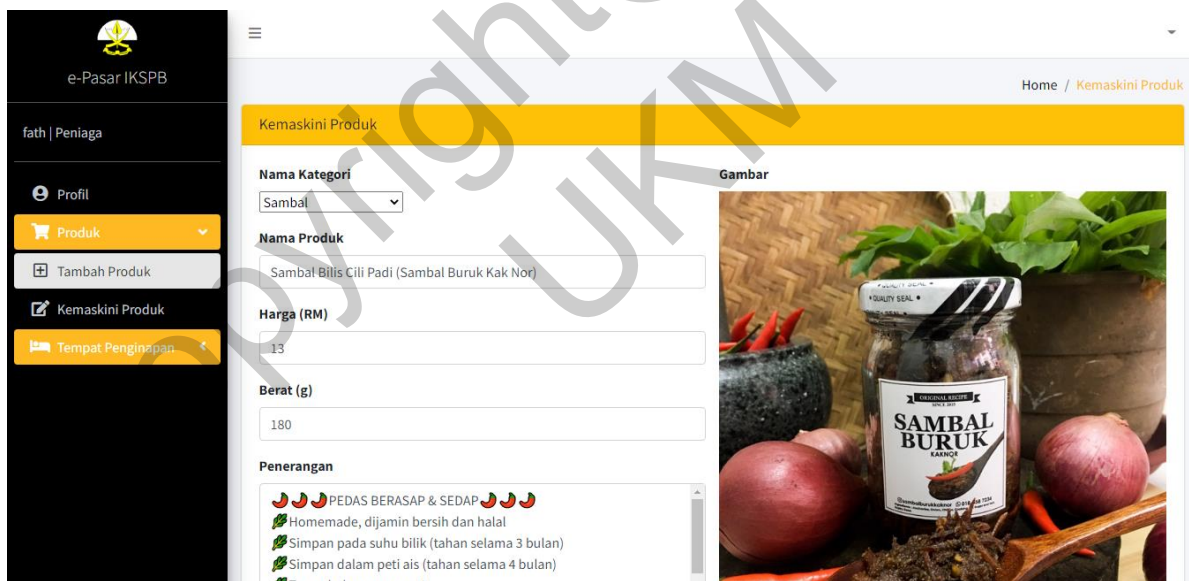 e-Pasar IKSPB
fath | Peniaga
Profil
Produk
Tambah Produk
Kemaskini Produk
Tempat Penginapan
Home / Kemaskini Produk
Kemaskini Produk
Nama Kategori
Sambal
Nama Produk
Sambal Bilis Cili Padi (Sambal Buruk Kak Nor)
Harga (RM)
13
Berat (g)
180
Penerangan
🌶🌶🌶PEDAS BERASAP & SEDAP🌶🌶🌶
🥬Homemade, dijamin bersih dan halal
🥬Simpan pada suhu bilik (tahan selama 3 bulan)
🥬Simpan dalam peti ais (tahan selama 4 bulan)
Gambar
• QUALITY SEAL •
ORIGINAL RECIPE
SAMBAL
BURUK
KAKNOR
opyright
UKM